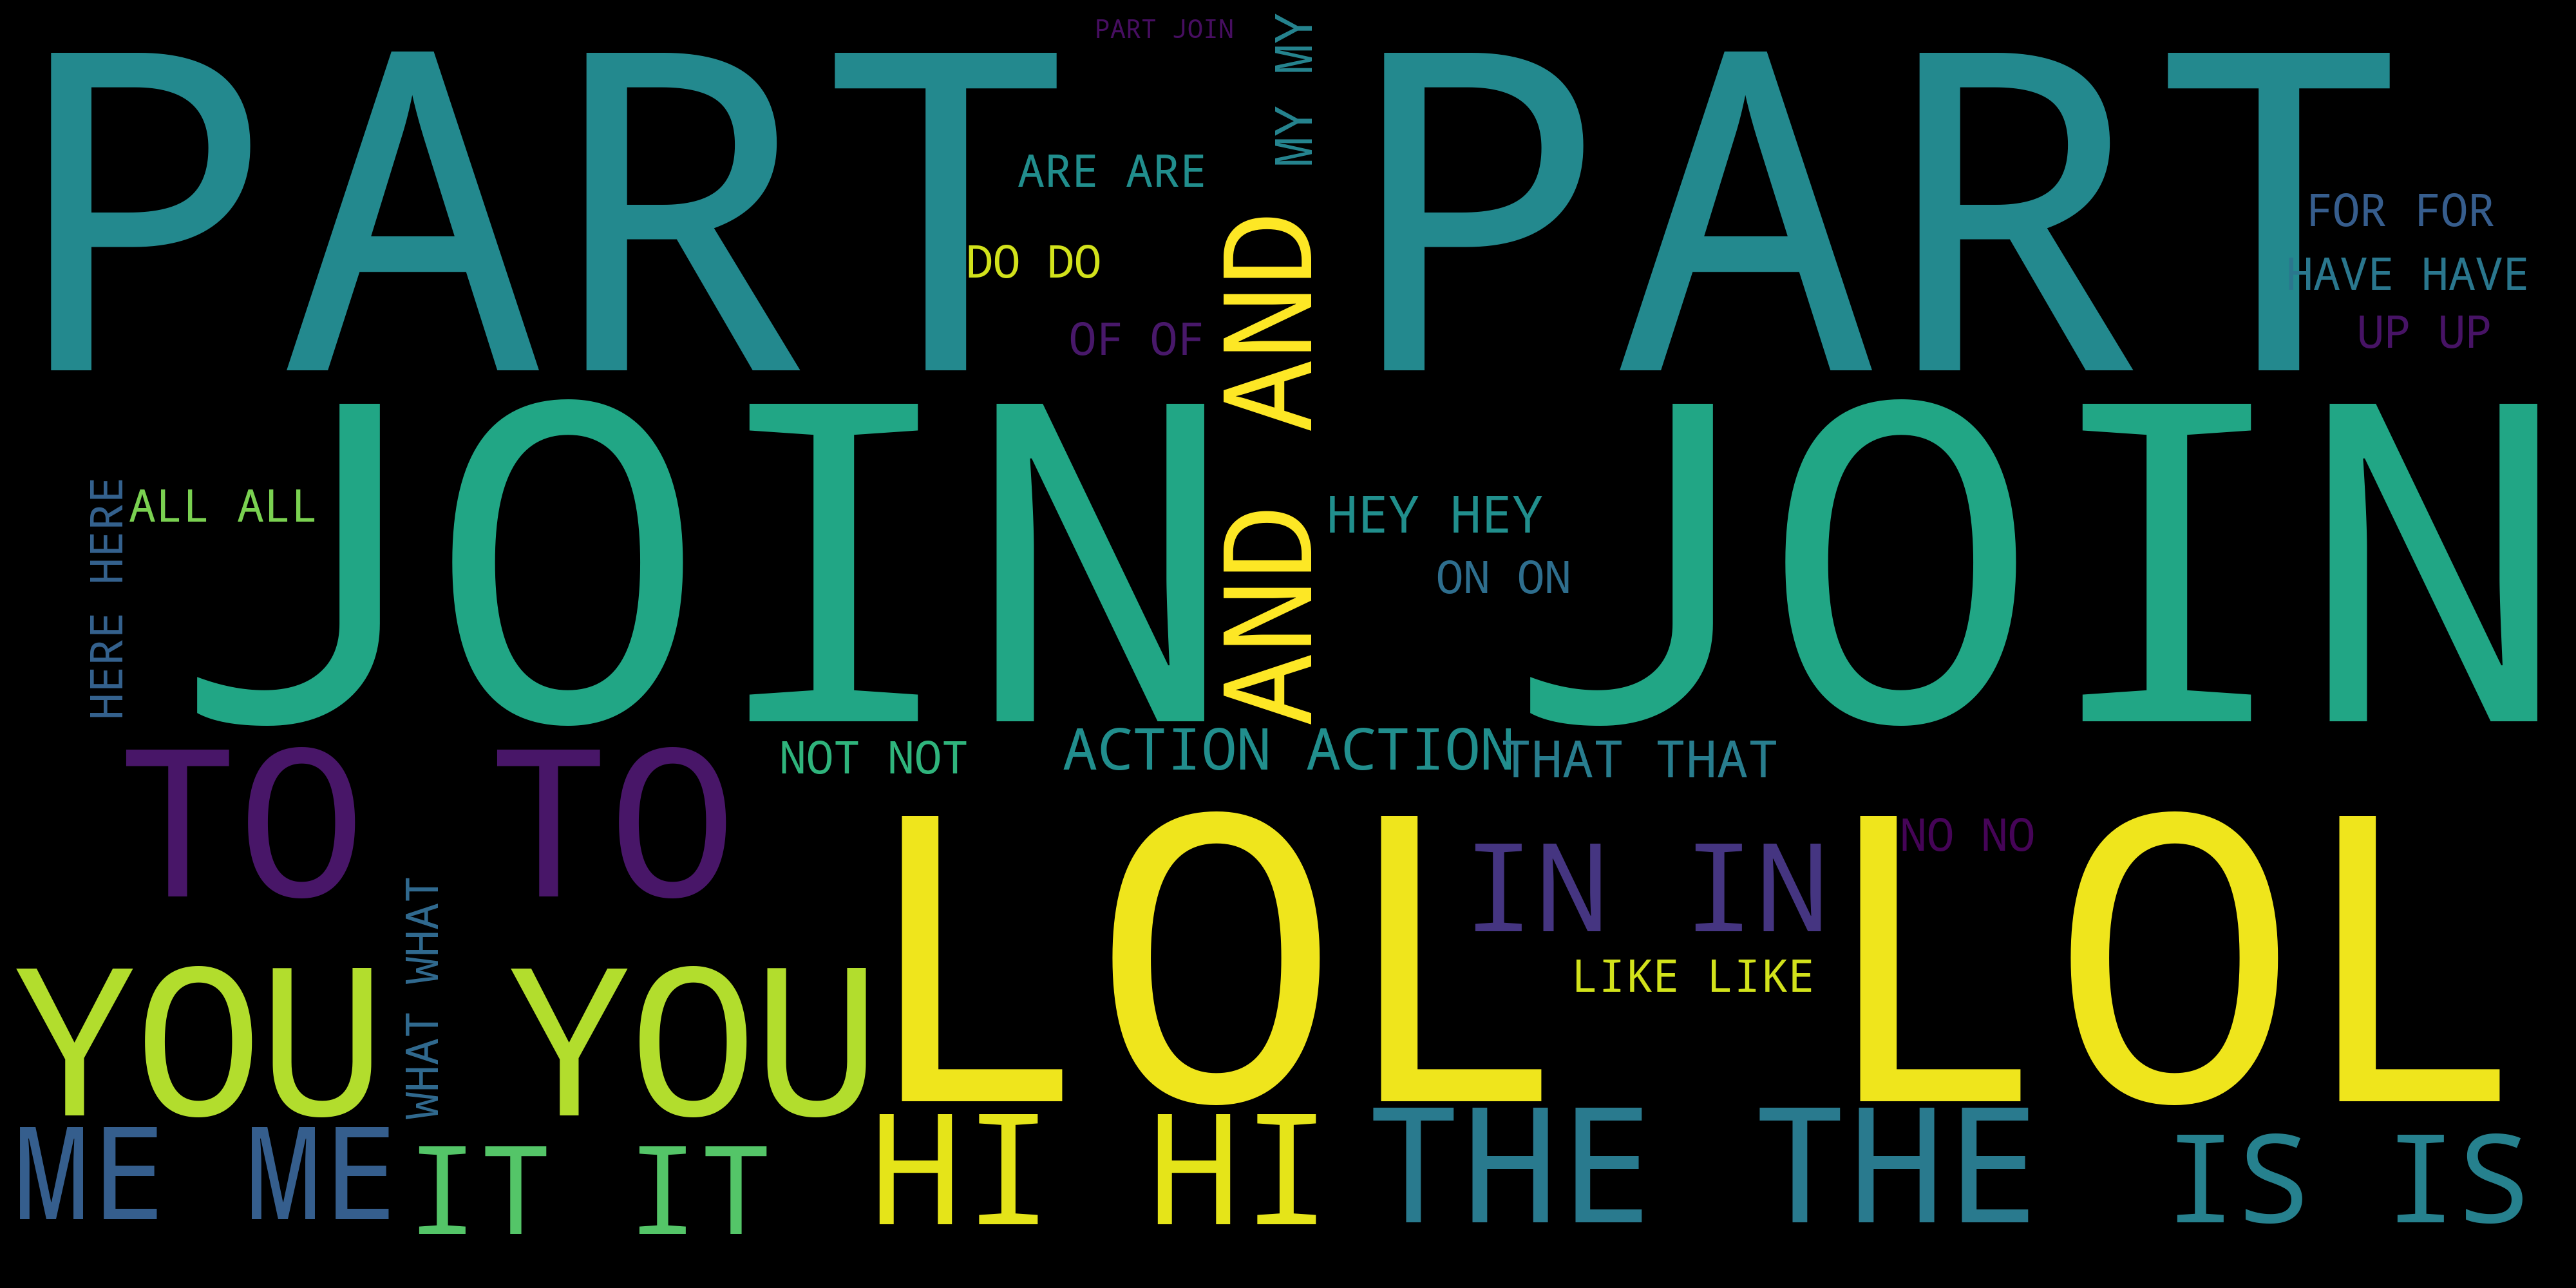 PART JOIN
MY MY
PART PART
ARE ARE
FOR FOR
DO DO
HAVE HAVE
OF OF
UP UP
AND AND
JOIN JOIN
HERE HERE
ALL ALL
HEY HEY
ON ON
TO TO
NOT NOT
ACTION ACTION
THAT THAT
LOL LOL
NO NO
IN IN
WHAT WHAT
LIKE LIKE
YOU YOU
ME ME
IT IT
HI HI
THE THE
IS IS